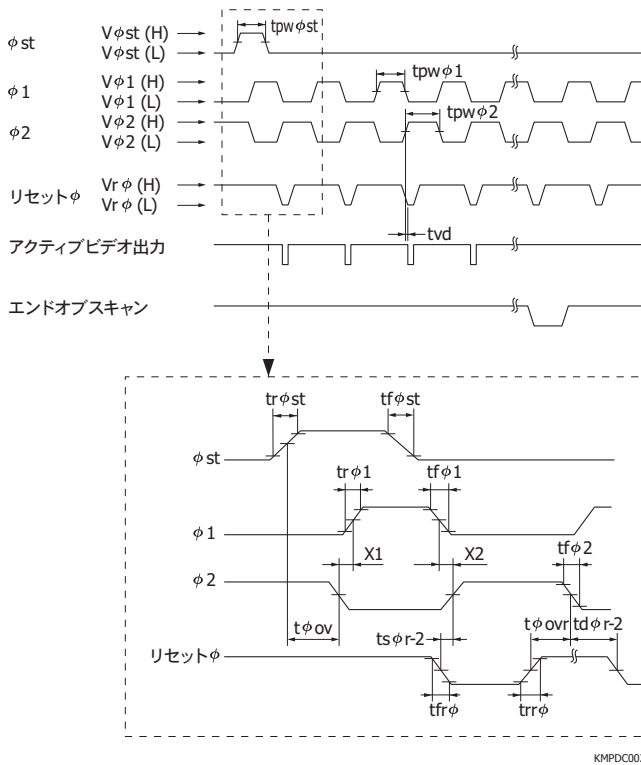 tpwφst
Vφst (H)
φst
Vφst (L)
tpwφ1
Vφ1 (H)
φ1
Vφ1 (L)
tpwφ2
Vφ2 (H)
φ2
Vφ2 (L)
Vrφ (H)
リセットφ
Vrφ (L)
tvd
アクティブビデオ出力
エンドオブスキャン
trφst
tfφst
φst
trφ1
tfφ1
φ1
X1
X2
tfφ2
φ2
tφov
tsφr-2
tφovr
tdφr-2
リセットφ
tfrφ
trrφ